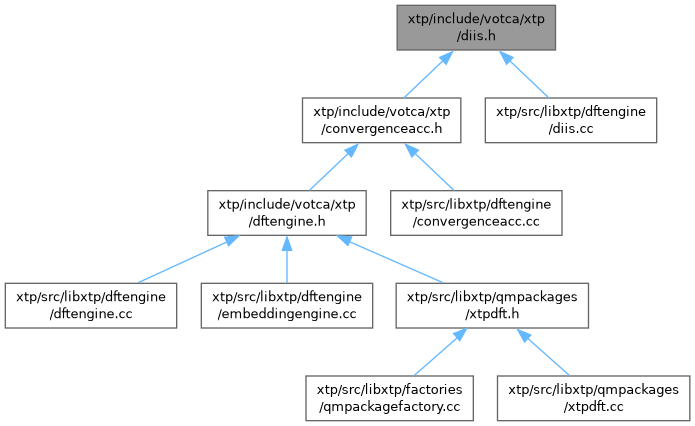 xtp/include/votca/xtp
/diis.h
xtp/include/votca/xtp
/convergenceacc.h
xtp/src/libxtp/dftengine
/diis.cc
xtp/include/votca/xtp
/dftengine.h
xtp/src/libxtp/dftengine
/convergenceacc.cc
xtp/src/libxtp/dftengine
/dftengine.cc
xtp/src/libxtp/dftengine
/embeddingengine.cc
xtp/src/libxtp/qmpackages
/xtpdft.h
xtp/src/libxtp/factories
/qmpackagefactory.cc
xtp/src/libxtp/qmpackages
/xtpdft.cc